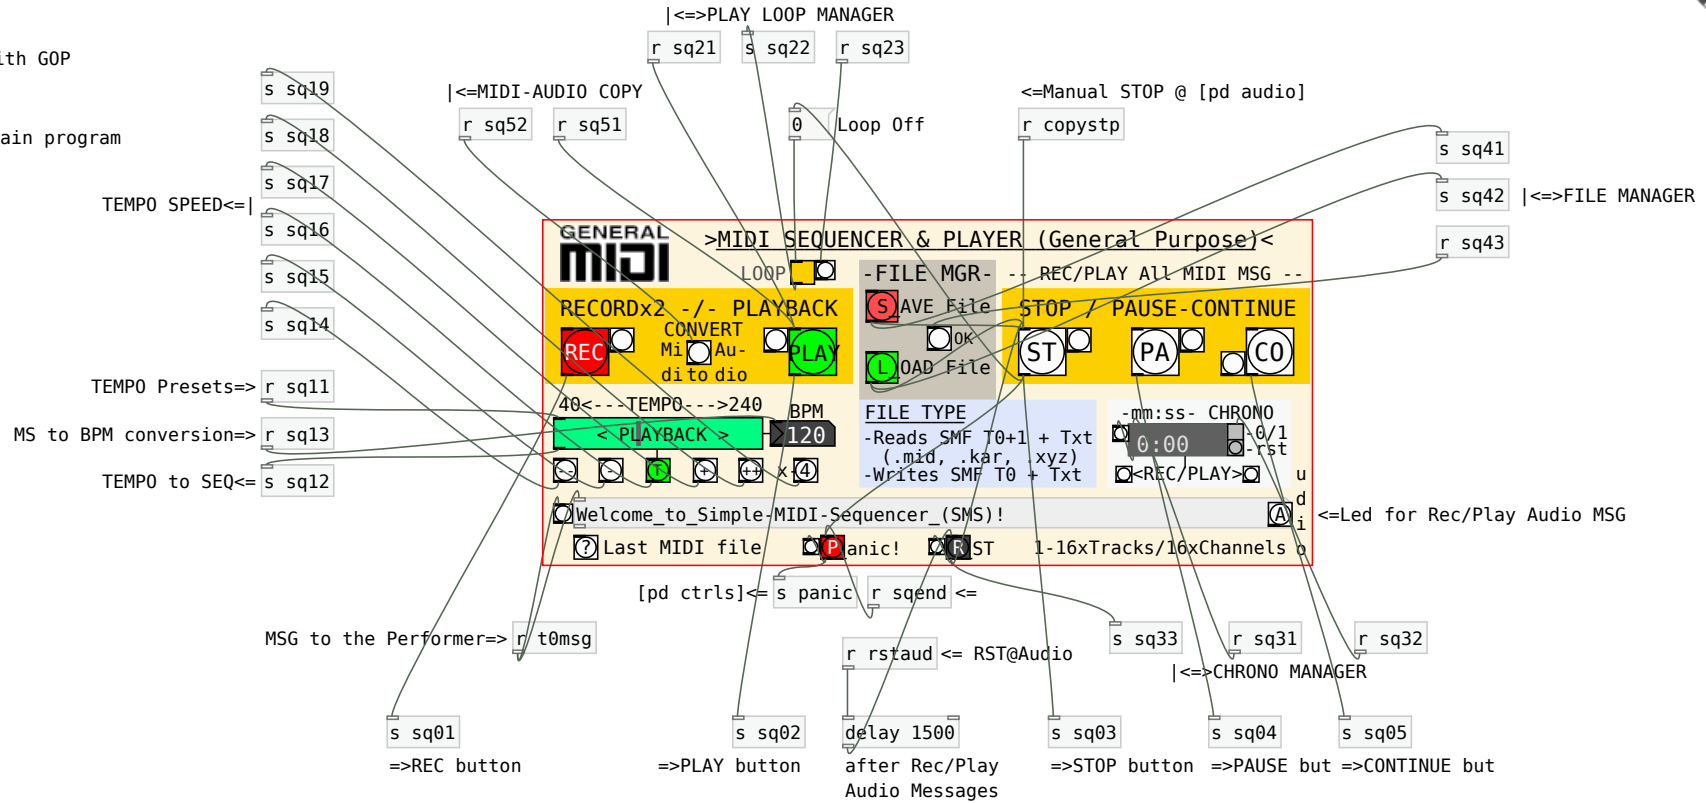 |<=>PLAY LOOP MANAGER
r sq21
s sq22
r sq23
ith GOP
s sq19
|<=MIDI-AUDIO COPY
<=Manual STOP @ [pd audio]
r sq52
r sq51
0
Loop Off
r copystp
s sq18
ain program
s sq41
s sq17
TEMPO SPEED<=|
s sq42
|<=>FILE MANAGER
s sq16
r sq43
s sq15
s sq14
GENERAL
MIDI
>MIDI SEQUENCER & PLAYER (General Purpose)<
LOOP
-FILE MGR-
-- REC/PLAY All MIDI MSG --
RECORDx2 -/- PLAYBACK
S AVE File
STOP / PAUSE-CONTINUE
CONVERT
REC
Mi Au-
di to dio
PLAY
OK
ST
PA
CO
L OAD File
TEMPO Presets=>
r sq11
40<---TEMPO--->240
BPM
FILE TYPE
-mm:ss- CHRONO
MS to BPM conversion=>
r sq13
< PLAYBACK >
120
-Reads SMF T0+1 + Txt
(.mid, .kar, .xyz)
-Writes SMF T0 + Txt
0:00
-0/1
-rst
TEMPO to SEQ<=
s sq12
--
-
T
+
++
x-4
<REC/PLAY>
Welcome_to_Simple-MIDI-Sequencer_(SMS)!
A
u
d
i
o
<=Led for Rec/Play Audio MSG
? Last MIDI file
P anic!
R ST
1-16xTracks/16xChannels
[pd ctrls]<=
s panic
r sqend
<=
MSG to the Performer=>
r t0msg
r rstaud
<= RST@Audio
s sq33
r sq31
r sq32
|<=>CHRONO MANAGER
s sq01
s sq02
delay 1500
s sq03
s sq04
s sq05
=>REC button
=>PLAY button
after Rec/Play
Audio Messages
=>STOP button
=>PAUSE but
=>CONTINUE but